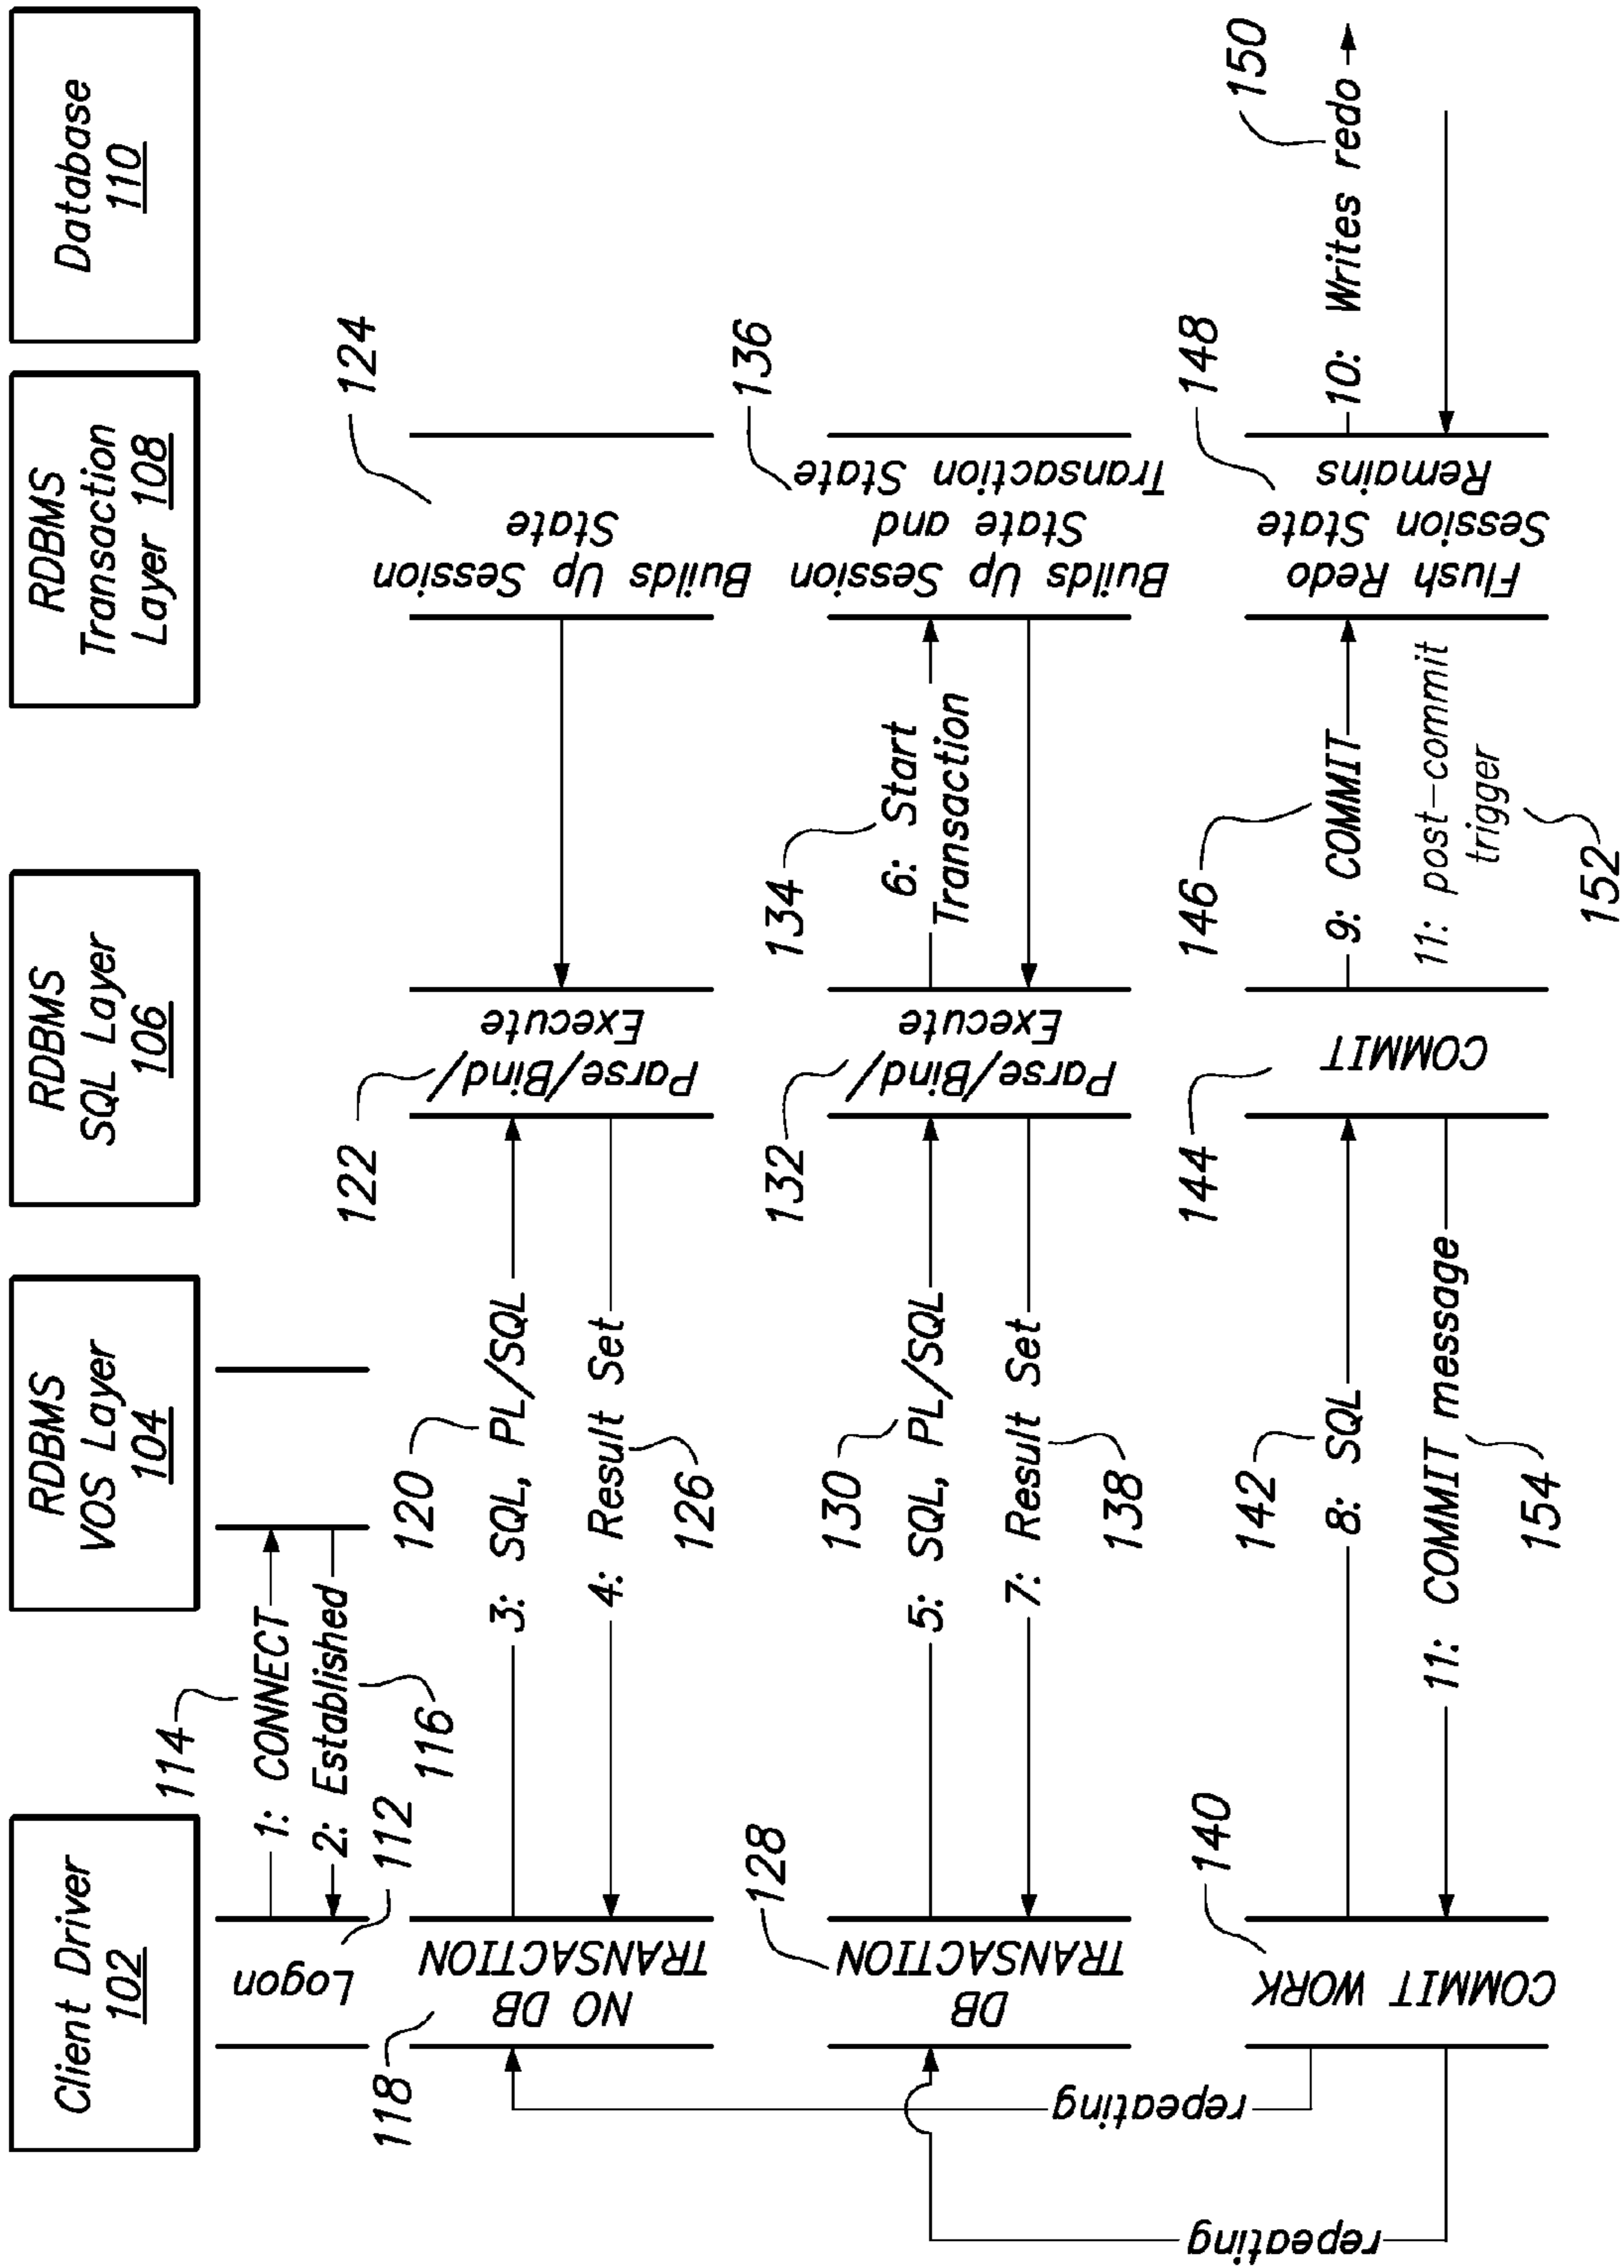 Client Driver
102
RDBMS
VOS Layer
104
RDBMS
SQL Layer
106
RDBMS
Transaction
Layer 108
Database
110
114
1: CONNECT
2: Established
116
Logon
112
118
NO DB
TRANSACTION
120
3: SQL, PL/SQL
4: Result Set
126
122
Parse/Bind/
Execute
124
Builds Up Session
State
128
DB
TRANSACTION
130
5: SQL, PL/SQL
7: Result Set
138
132
Parse/Bind/
Execute
134
6: Start
Transaction
136
Builds Up Session
State and
Transaction State
140
COMMIT WORK
142
8: SQL
11: COMMIT message
154
144
COMMIT
146
9: COMMIT
11: post-commit
trigger
152
148
Flush Redo
Session State
Remains
150
10: Writes redo
repeating
repeating